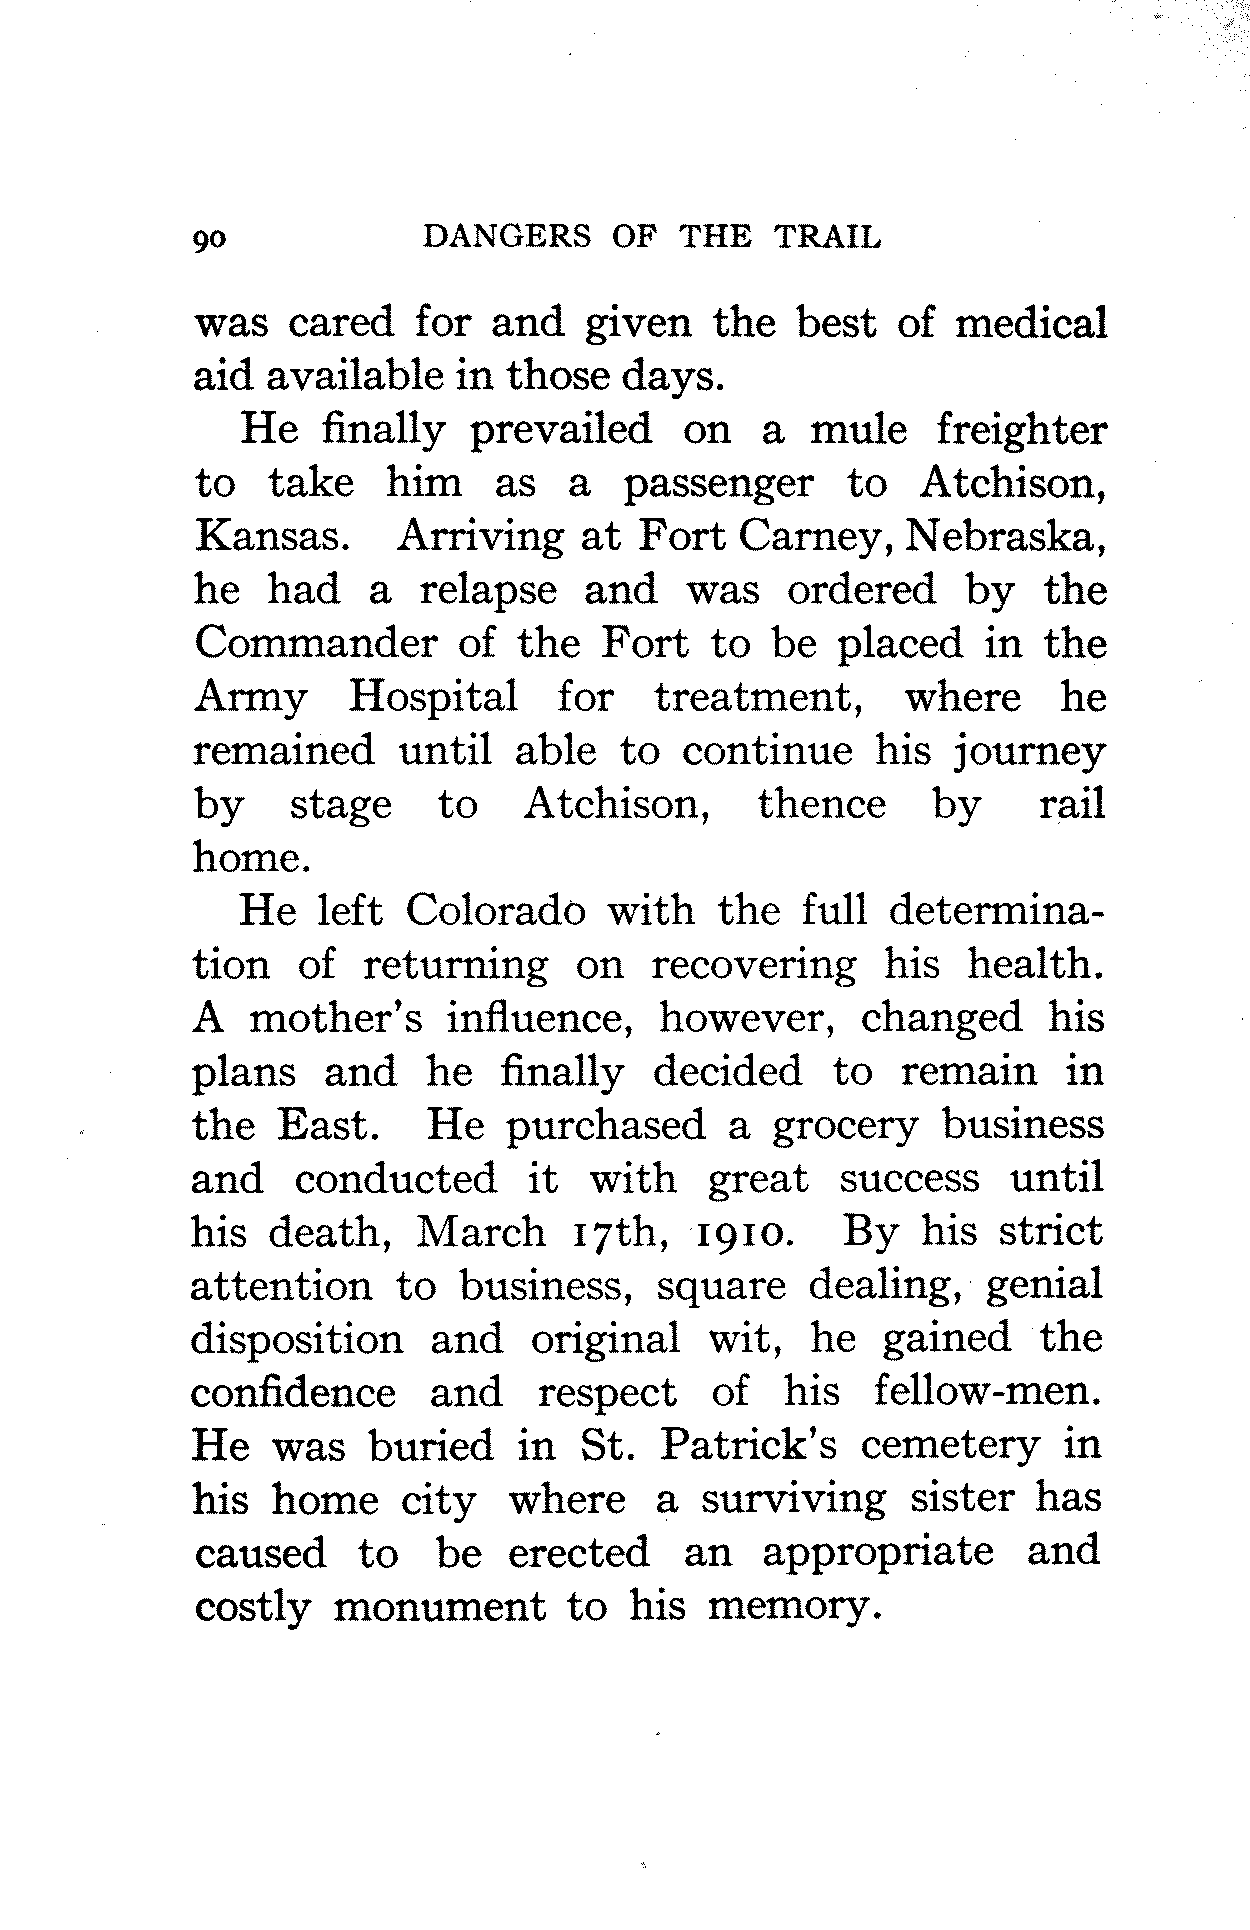 90 DANGERS OF THE TRAIL
was cared for and given the best of medical
aid available in those days.
He finally prevailed on a mule freighter
to take him as a passenger to Atchison,
Kansas. Arriving at Fort Carney, Nebraska,
he had a relapse and was ordered by the
Commander of the Fort to be placed in the
Army Hospital for treatment, where he
remained until able to continue his journey
by stage to Atchison, thence by rail
home.
He left Colorado with the full determina-
tion of returning on recovering his health.
A mother's influence, however, changed his
plans and he finally decided to remain in
the East. He purchased a grocery business
and conducted it with great success until
his death, March 17th, 1910. By his strict
attention to business, square dealing, genial
disposition and original wit, he gained the
confidence and respect of his fellow-men.
He was buried in St. Patrick's cemetery in
his home city where a surviving sister has
caused to be erected an appropriate and
costly monument to his memory.